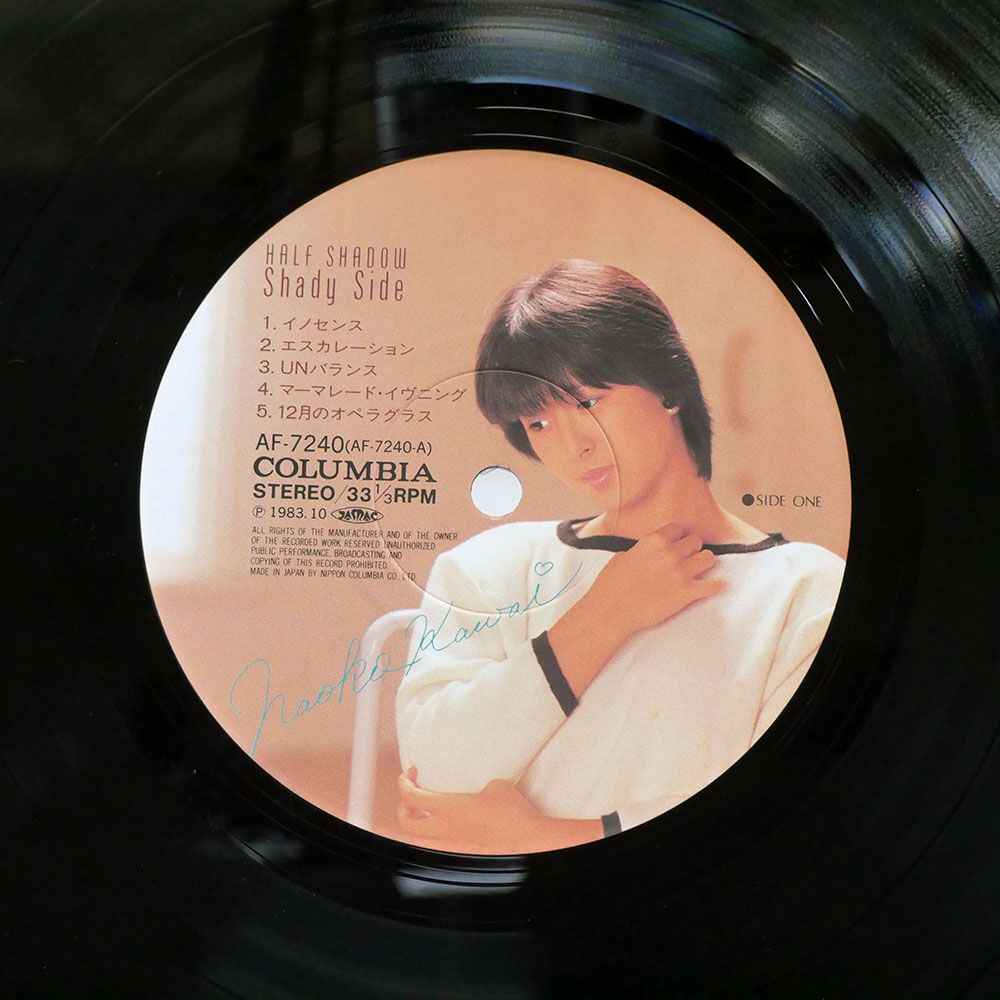 HALF SHADOW
Shady Side
1. イノセンス
2. エスカレーション
3. UNバランス
4. マーマレード・イヴニング
5. 12月のオペラグラス
AF-7240(AF-7240-A)
COLUMBIA
STEREO/33 1/3 RPM
Ⓟ 1983.10 JASRAC
ALL RIGHTS OF THE MANUFACTURER AND OF THE OWNER
OF THE RECORDED WORK RESERVED. UNAUTHORIZED
PUBLIC PERFORMANCE, BROADCASTING AND
COPYING OF THIS RECORD PROHIBITED.
MADE IN JAPAN BY NIPPON COLUMBIA CO., LTD.
●SIDE ONE
Naoko Kawai